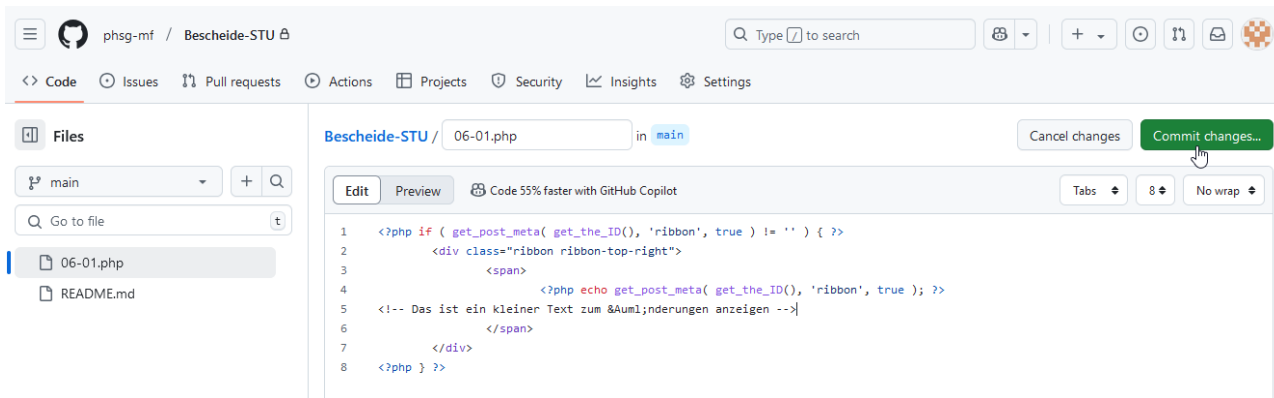 phsg-mf / Bescheide-STU Type / to search
<> Code Issues Pull requests Actions Projects Security Insights Settings
Files
main
Go to file t
06-01.php
README.md
Bescheide-STU / 06-01.php in main Cancel changes Commit changes...
Edit Preview Code 55% faster with GitHub Copilot Tabs 8 No wrap
1 <?php if ( get_post_meta( get_the_ID(), 'ribbon', true ) != '' ) { ?>
2 <div class="ribbon ribbon-top-right">
3 <span>
4 <?php echo get_post_meta( get_the_ID(), 'ribbon', true ); ?>
5 <!-- Das ist ein kleiner Text zum &Auml;nderungen anzeigen -->
6 </span>
7 </div>
8 <?php } ?>